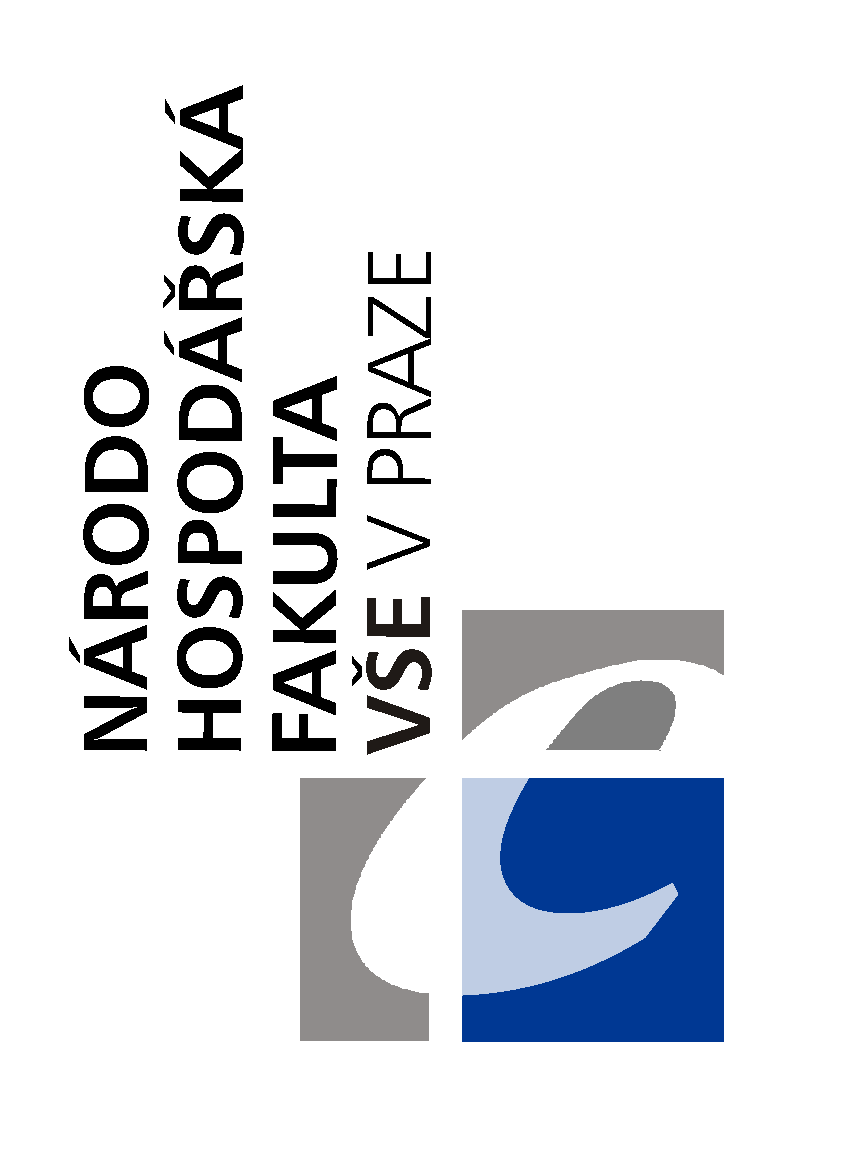 NÁRODO
HOSPODÁŘSKÁ
FAKULTA
VŠE V PRAZE